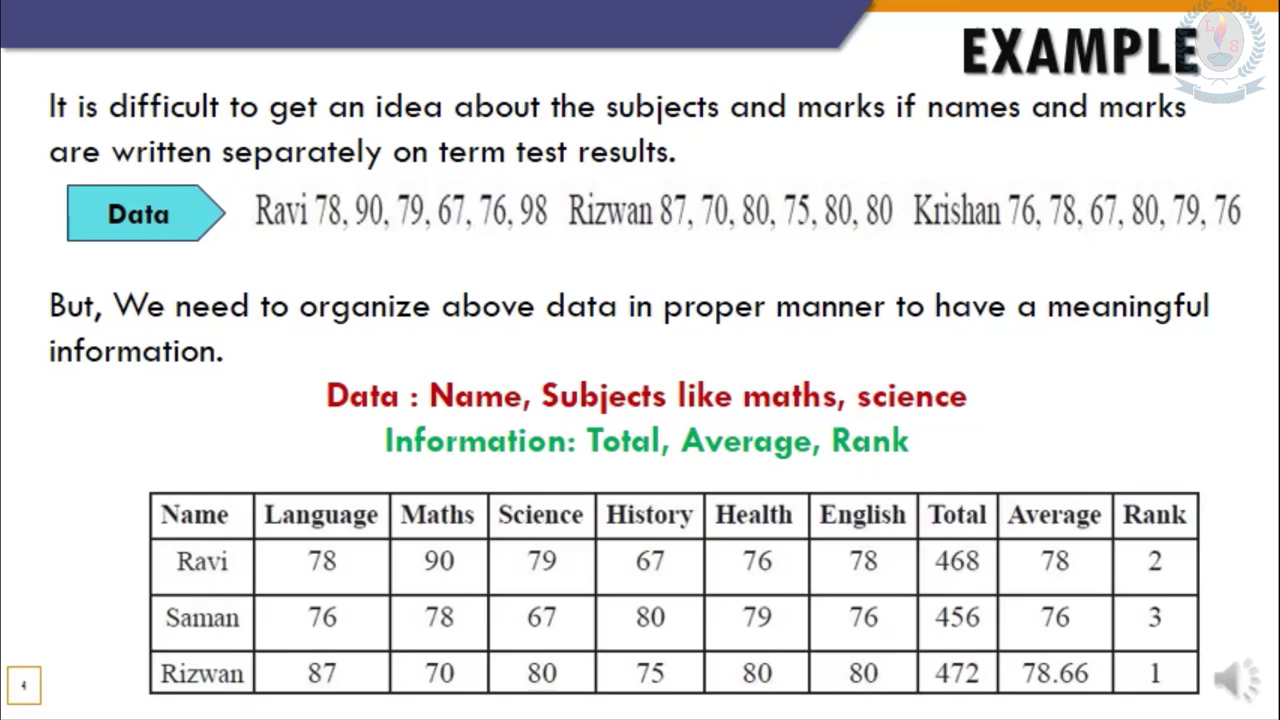 EXAMPLE
L
S
It is difficult to get an idea about the subjects and marks if names and marks
are written separately on term test results.
Data Ravi 78, 90, 79, 67, 76, 98 Rizwan 87, 70, 80, 75, 80, 80 Krishan 76, 78, 67, 80, 79, 76
But, We need to organize above data in proper manner to have a meaningful
information.
Data : Name, Subjects like maths, science
Information: Total, Average, Rank
Name Language Maths Science History Health English Total Average Rank
Ravi 78 90 79 67 76 78 468 78 2
Saman 76 78 67 80 79 76 456 76 3
Rizwan 87 70 80 75 80 80 472 78.66 1
4